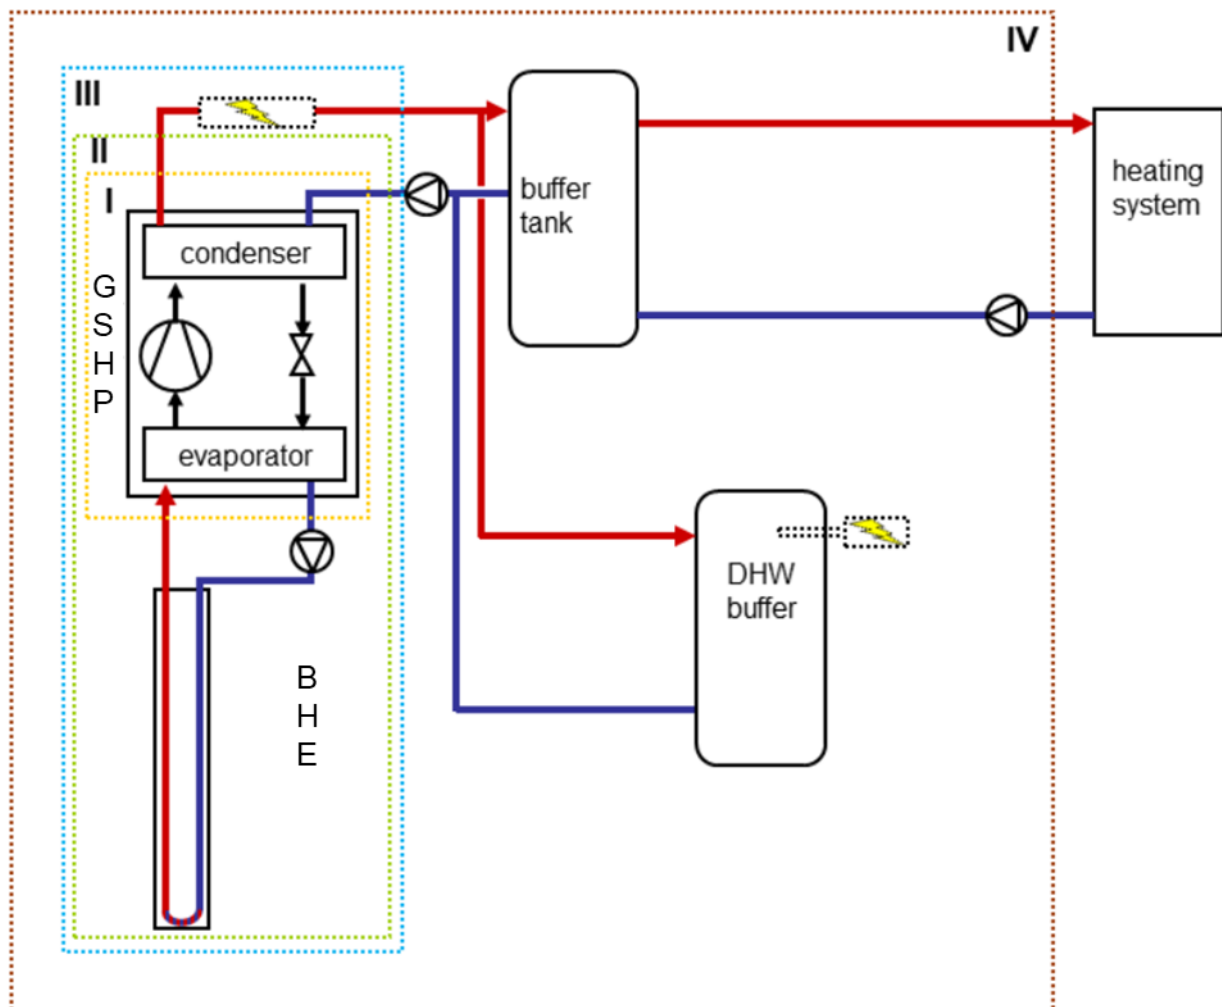 IV
III
II
I
condenser
G
S
H
P
evaporator
buffer
tank
heating
system
DHW
buffer
B
H
E